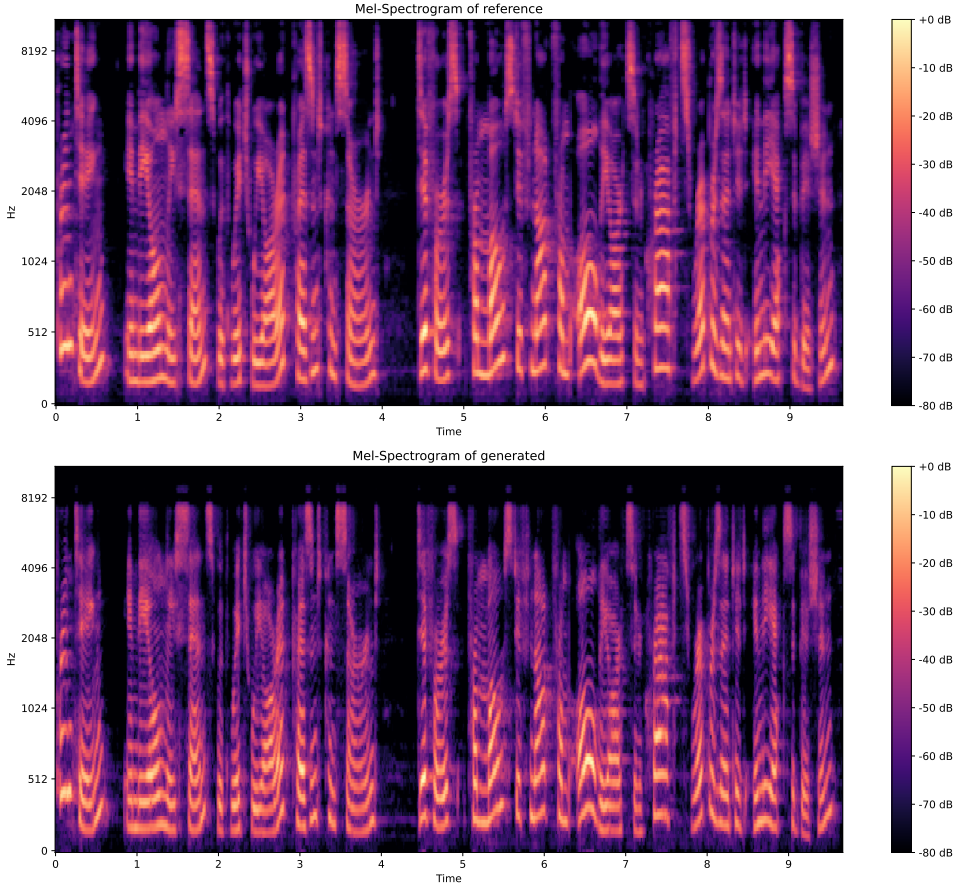 Mel-Spectrogram of reference
+0 dB
8192
-10 dB
4096
-20 dB
-30 dB
2048
Hz
-40 dB
1024
-50 dB
-60 dB
512
-70 dB
0
-80 dB
0 1 2 3 4 5 6 7 8 9
Time
Mel-Spectrogram of generated
+0 dB
8192
-10 dB
4096
-20 dB
-30 dB
2048
Hz
-40 dB
1024
-50 dB
-60 dB
512
-70 dB
0
-80 dB
0 1 2 3 4 5 6 7 8 9
Time